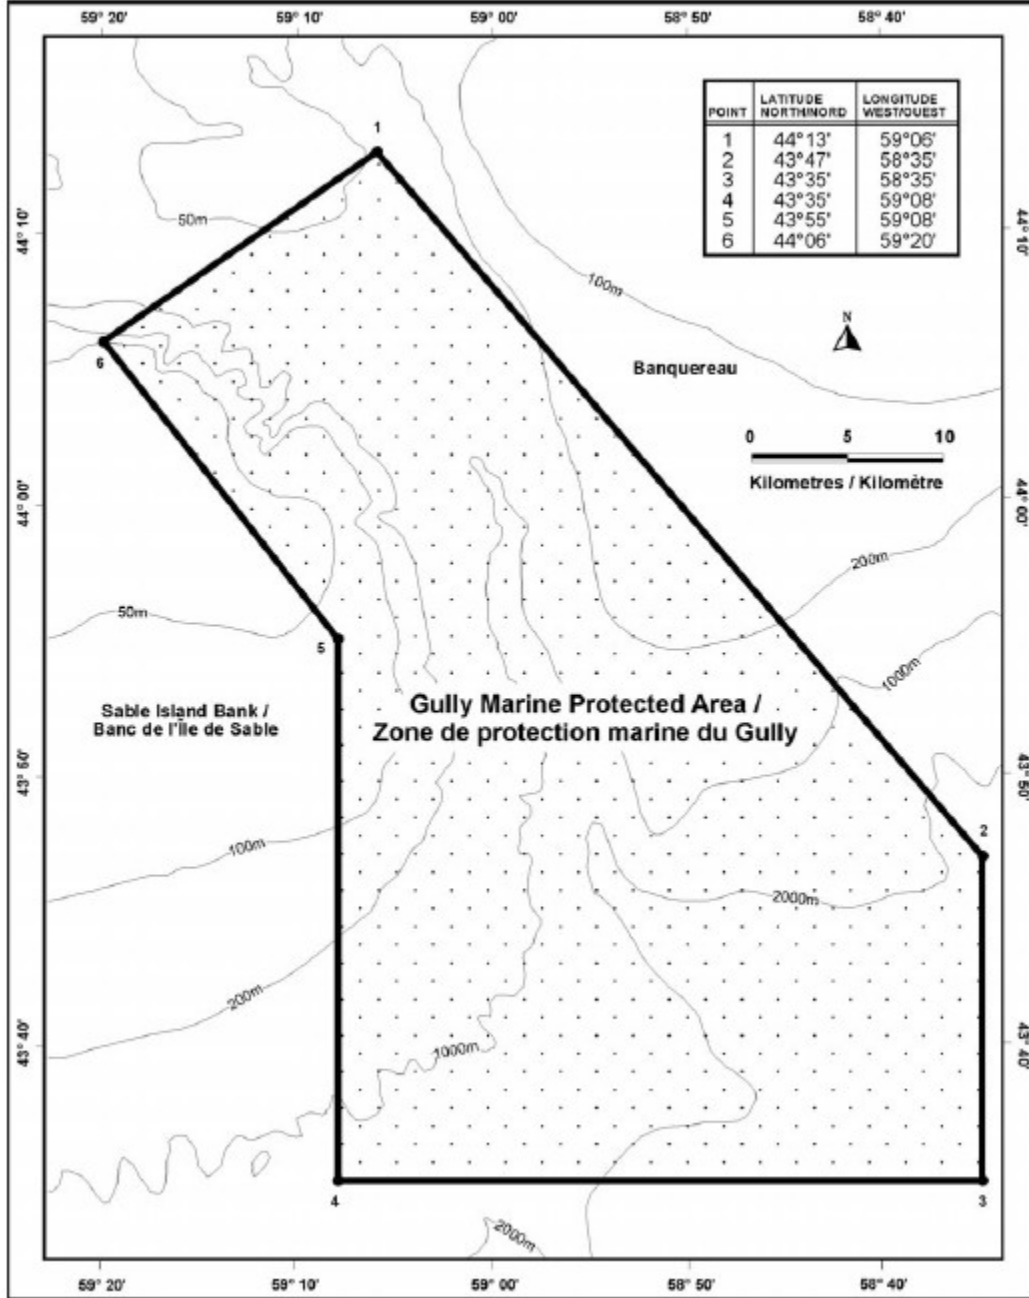 59° 20'
59° 10'
59° 00'
58° 50'
58° 40'
POINT LATITUDE NORTH/NORD LONGITUDE WEST/OUEST
1 44°13' 59°06'
2 43°47' 58°35'
3 43°35' 58°35'
4 43°35' 59°08'
5 43°55' 59°08'
6 44°06' 59°20'
1
50m
44° 10'
44° 10'
100m
N
6
Banquereau
0 5 10
Kilometres / Kilomètre
44° 00'
44° 00'
200m
50m
5
1000m
Sable Island Bank /
Banc de l'Île de Sable
Gully Marine Protected Area /
Zone de protection marine du Gully
43° 50'
43° 50'
2
100m
2000m
200m
43° 40'
43° 40'
1000m
4
3
2000m
59° 20'
59° 10'
59° 00'
58° 50'
58° 40'